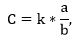 C = k * a/b,